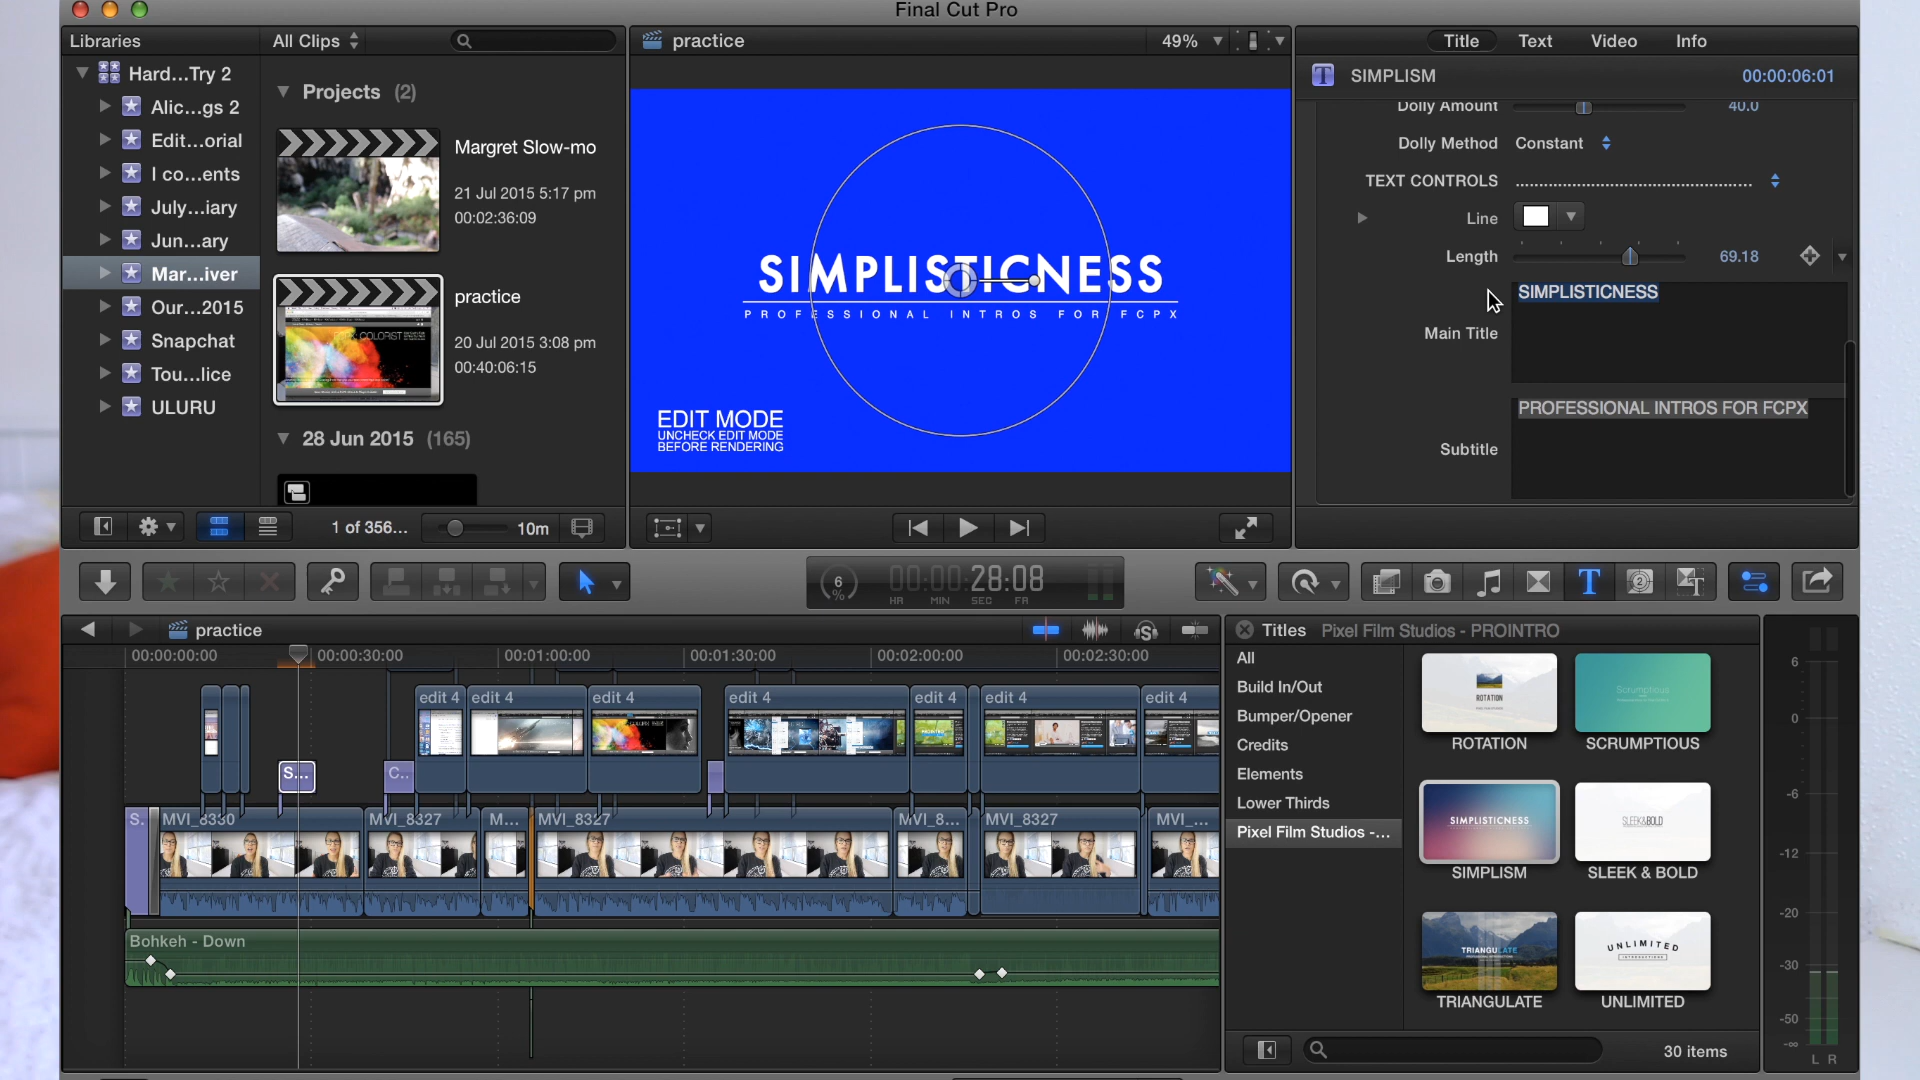 Final Cut Pro
Libraries
All Clips
practice
49%
Title
Text
Video
Info
Hard...Try 2
Alic...gs 2
Edit...orial
I co...ents
July...iary
Jun...ary
Mar...iver
Our...2015
Snapchat
Tou...lice
ULURU
Projects (2)
Margret Slow-mo
21 Jul 2015 5:17 pm
00:02:36:09
practice
20 Jul 2015 3:08 pm
00:40:06:15
28 Jun 2015 (165)
SIMPLISTICNESS
PROFESSIONAL INTROS FOR FCPX
EDIT MODE
UNCHECK EDIT MODE
BEFORE RENDERING
SIMPLISM
00:00:06:01
Dolly Amount 40.0
Dolly Method Constant
TEXT CONTROLS
Line
Length 69.18
SIMPLISTICNESS
Main Title
PROFESSIONAL INTROS FOR FCPX
Subtitle
1 of 356...
10m
6
%
00:00:28:08
HR MIN SEC FR
practice
00:00:00:00
00:00:30:00
00:01:00:00
00:01:30:00
00:02:00:00
00:02:30:00
edit 4
edit 4
edit 4
edit 4
edit 4
edit 4
edit 4
S...
C..
S.
MVI_8330
MVI_8327
M...
MVI_8327
MVI_8...
MVI_8327
MVI_...
Bohkeh - Down
Titles Pixel Film Studios - PROINTRO
All
Build In/Out
Bumper/Opener
Credits
Elements
Lower Thirds
Pixel Film Studios -...
ROTATION
ROTATION
Scrumptious
SCRUMPTIOUS
SIMPLISTICNESS
SIMPLISM
SLEEK&BOLD
SLEEK & BOLD
TRIANGULATE
TRIANGULATE
UNLIMITED
UNLIMITED
30 items
6
0
-6
-12
-20
-30
-50
-∞
L R